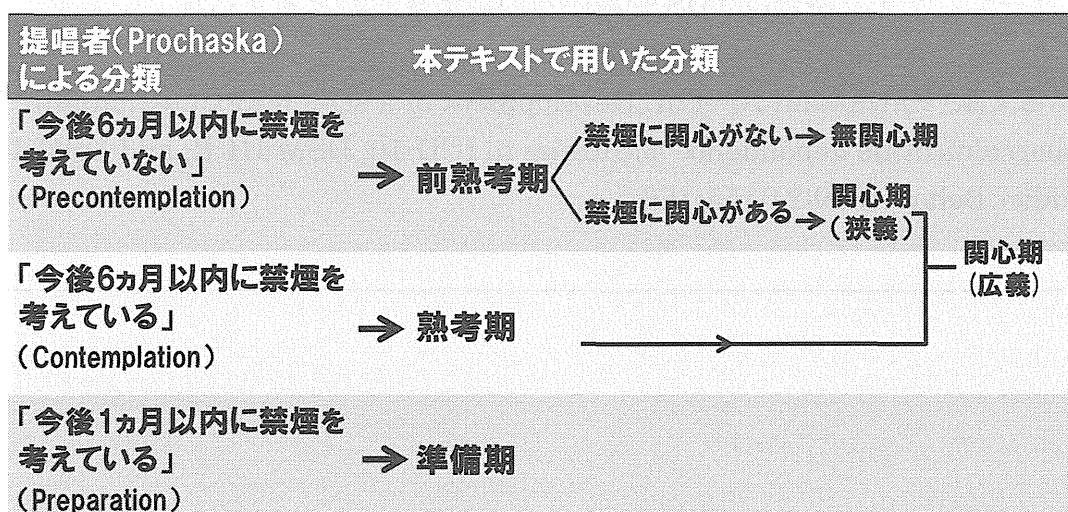 提唱者(Prochaska)
による分類
本テキストで用いた分類
「今後6ヵ月以内に禁煙を
考えていない」
(Precontemplation)
前熟考期
禁煙に関心がない
無関心期
禁煙に関心がある
関心期
(狭義)
関心期
(広義)
「今後6ヵ月以内に禁煙を
考えている」
(Contemplation)
熟考期
「今後1ヵ月以内に禁煙を
考えている」
(Preparation)
準備期